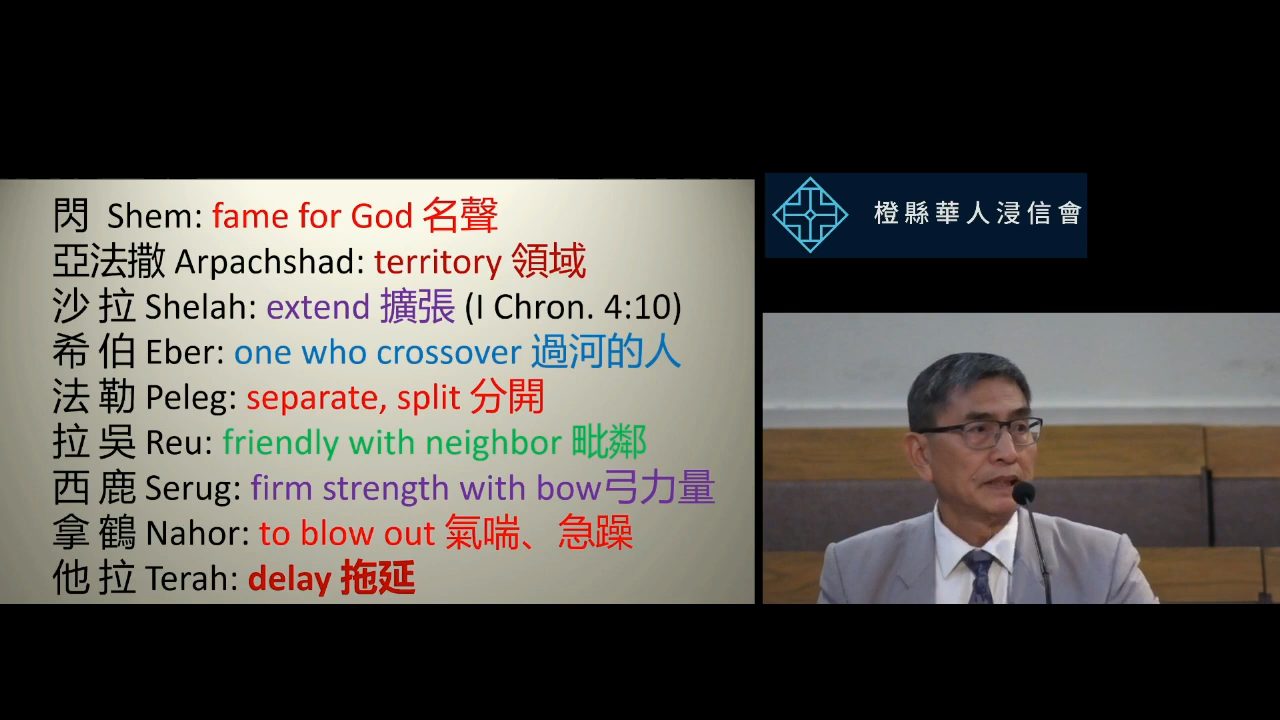 閃 Shem: fame for God 名聲
亞法撒 Arpachshad: territory 領域
沙 拉 Shelah: extend 擴張 (I Chron. 4:10)
希 伯 Eber: one who crossover 過河的人
法 勒 Peleg: separate, split 分開
拉 吳 Reu: friendly with neighbor 毗鄰
西 鹿 Serug: firm strength with bow弓力量
拿 鶴 Nahor: to blow out 氣喘、急躁
他 拉 Terah: delay 拖延
橙縣華人浸信會